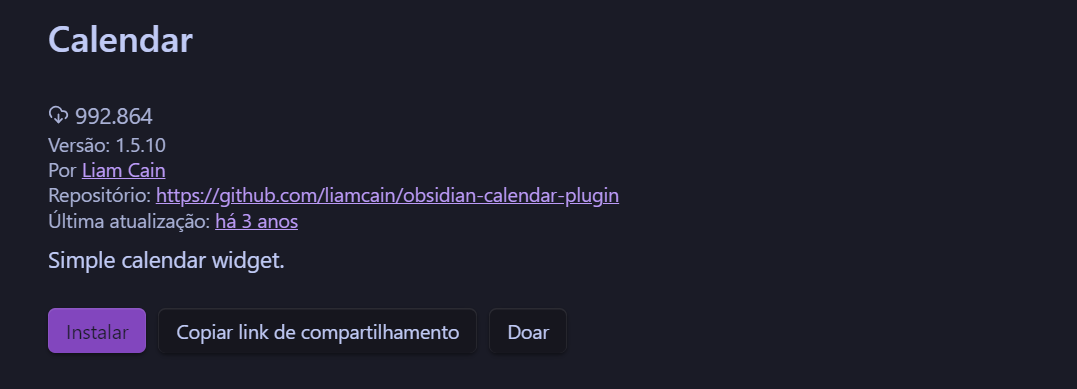 Calendar
992.864
Versão: 1.5.10
Por Liam Cain
Repositório: https://github.com/liamcain/obsidian-calendar-plugin
Última atualização: há 3 anos
Simple calendar widget.
Instalar Copiar link de compartilhamento Doar